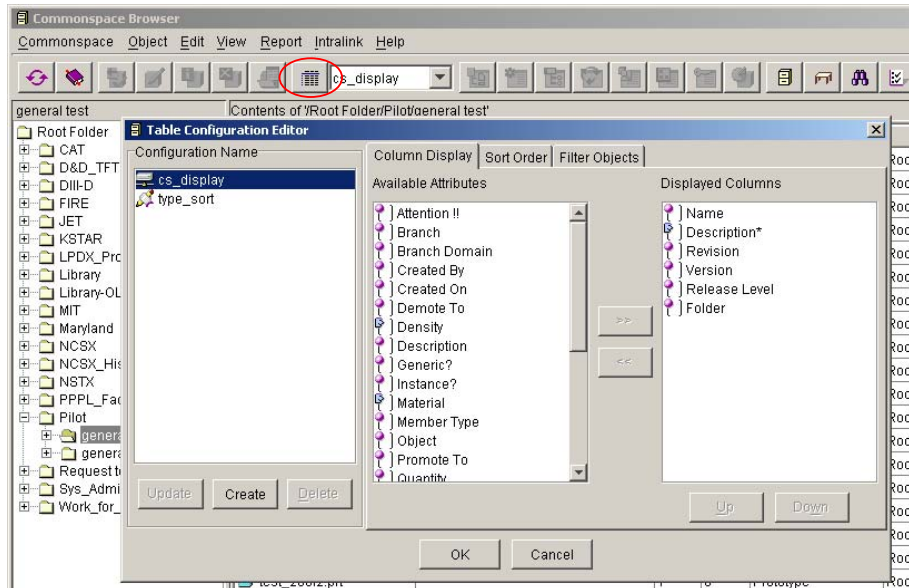 Commonspace Browser
Commonspace Object Edit View Report Intralink Help
cs_display
general test
Contents of '/Root Folder/Pilot/general test'
Root Folder
CAT
D&D_TFT
DIII-D
FIRE
JET
KSTAR
LPDX_Pro
Library
Library-OL
MIT
Maryland
NCSX
NCSX_His
NSTX
PPPL_Fac
Pilot
genera
genera
Request t
Sys_Admi
Work_for_
Table Configuration Editor
Configuration Name
cs_display
type_sort
Update Create Delete
Column Display Sort Order Filter Objects
Available Attributes
Attention !!
Branch
Branch Domain
Created By
Created On
Demote To
Density
Description
Generic?
Instance?
Material
Member Type
Object
Promote To
Quantity
>>
<<
Displayed Columns
Name
Description*
Revision
Version
Release Level
Folder
Up Down
OK Cancel